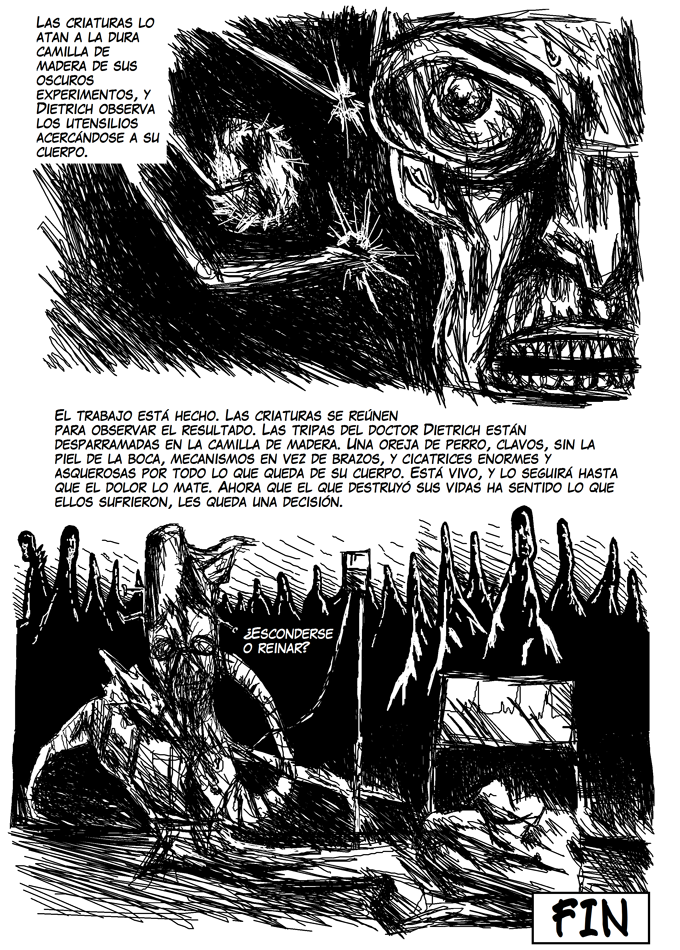 Las criaturas lo
atan a la dura
camilla de
madera de sus
oscuros
experimentos, y
Dietrich observa
los utensilios
acercándose a su
cuerpo.
El trabajo está hecho. Las criaturas se reúnen
para observar el resultado. Las tripas del doctor Dietrich están
desparramadas en la camilla de madera. Una oreja de perro, clavos, sin la
piel de la boca, mecanismos en vez de brazos, y cicatrices enormes y
asquerosas por todo lo que queda de su cuerpo. Está vivo, y lo seguirá hasta
que el dolor lo mate. Ahora que el que destruyó sus vidas ha sentido lo que
ellos sufrieron, les queda una decisión.
¿Esconderse
o reinar?
FIN